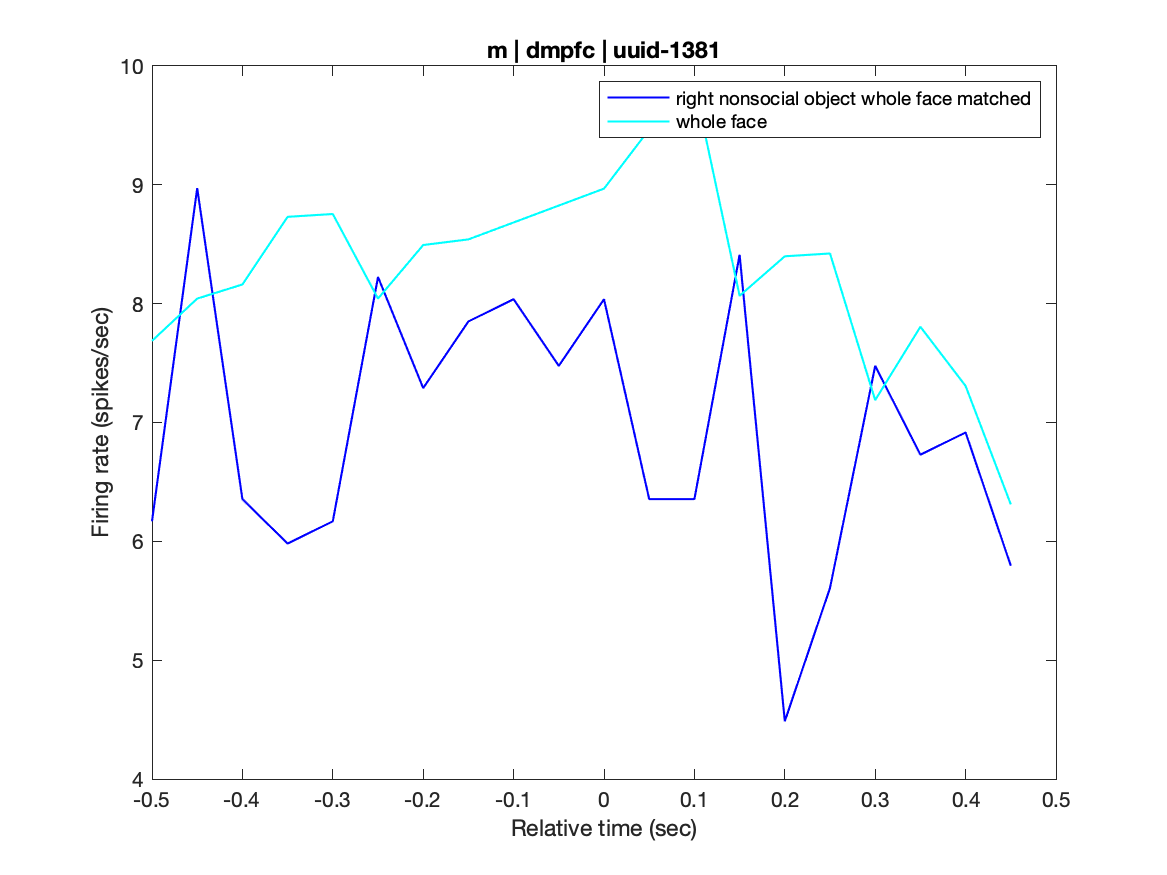 m | dmpfc | uuid-1381
10
right nonsocial object whole face matched
whole face
9
8
7
6
5
4
Firing rate (spikes/sec)
-0.5 -0.4 -0.3 -0.2 -0.1 0 0.1 0.2 0.3 0.4 0.5
Relative time (sec)